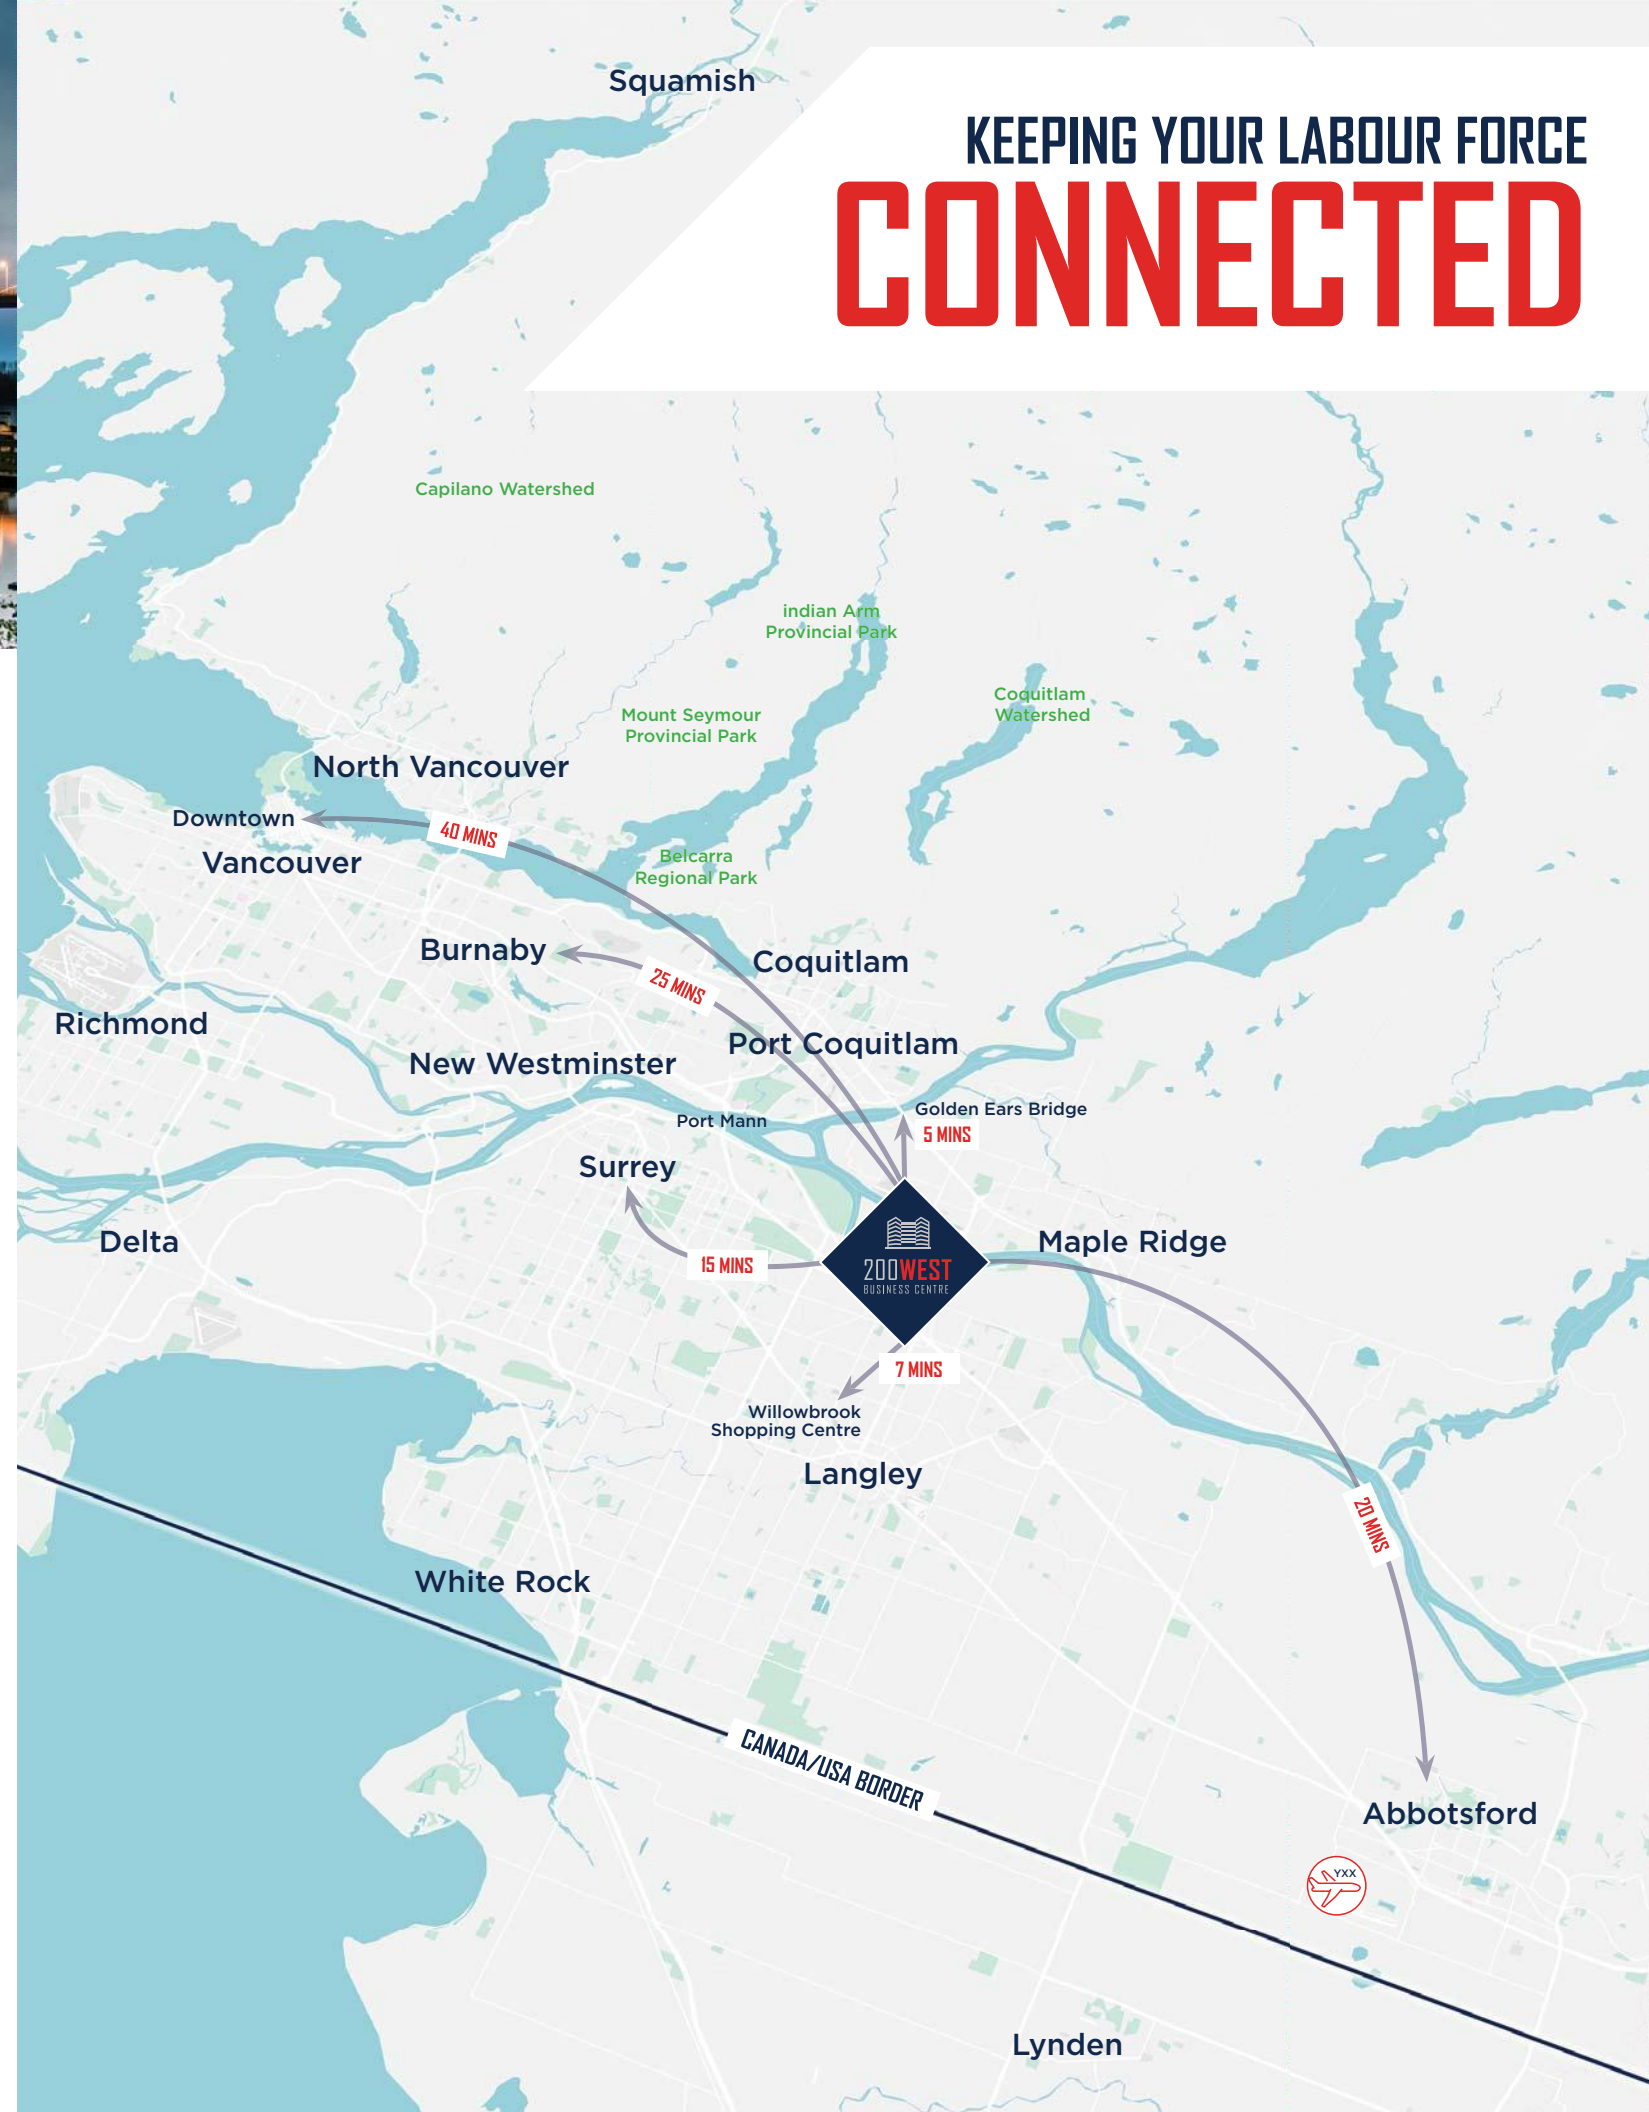 Squamish
KEEPING YOUR LABOUR FORCE
CONNECTED
Capilano Watershed
indian Arm
Provincial Park
Coquitlam
Watershed
Mount Seymour
Provincial Park
North Vancouver
Downtown
40 MINS
Vancouver
Belcarra
Regional Park
Burnaby
25 MINS
Coquitlam
Richmond
New Westminster
Port Coquitlam
Port Mann
Golden Ears Bridge
5 MINS
Surrey
Delta
15 MINS
200WEST
BUSINESS CENTRE
Maple Ridge
7 MINS
Willowbrook
Shopping Centre
Langley
20 MINS
White Rock
CANADA/USA BORDER
Abbotsford
YXX
Lynden